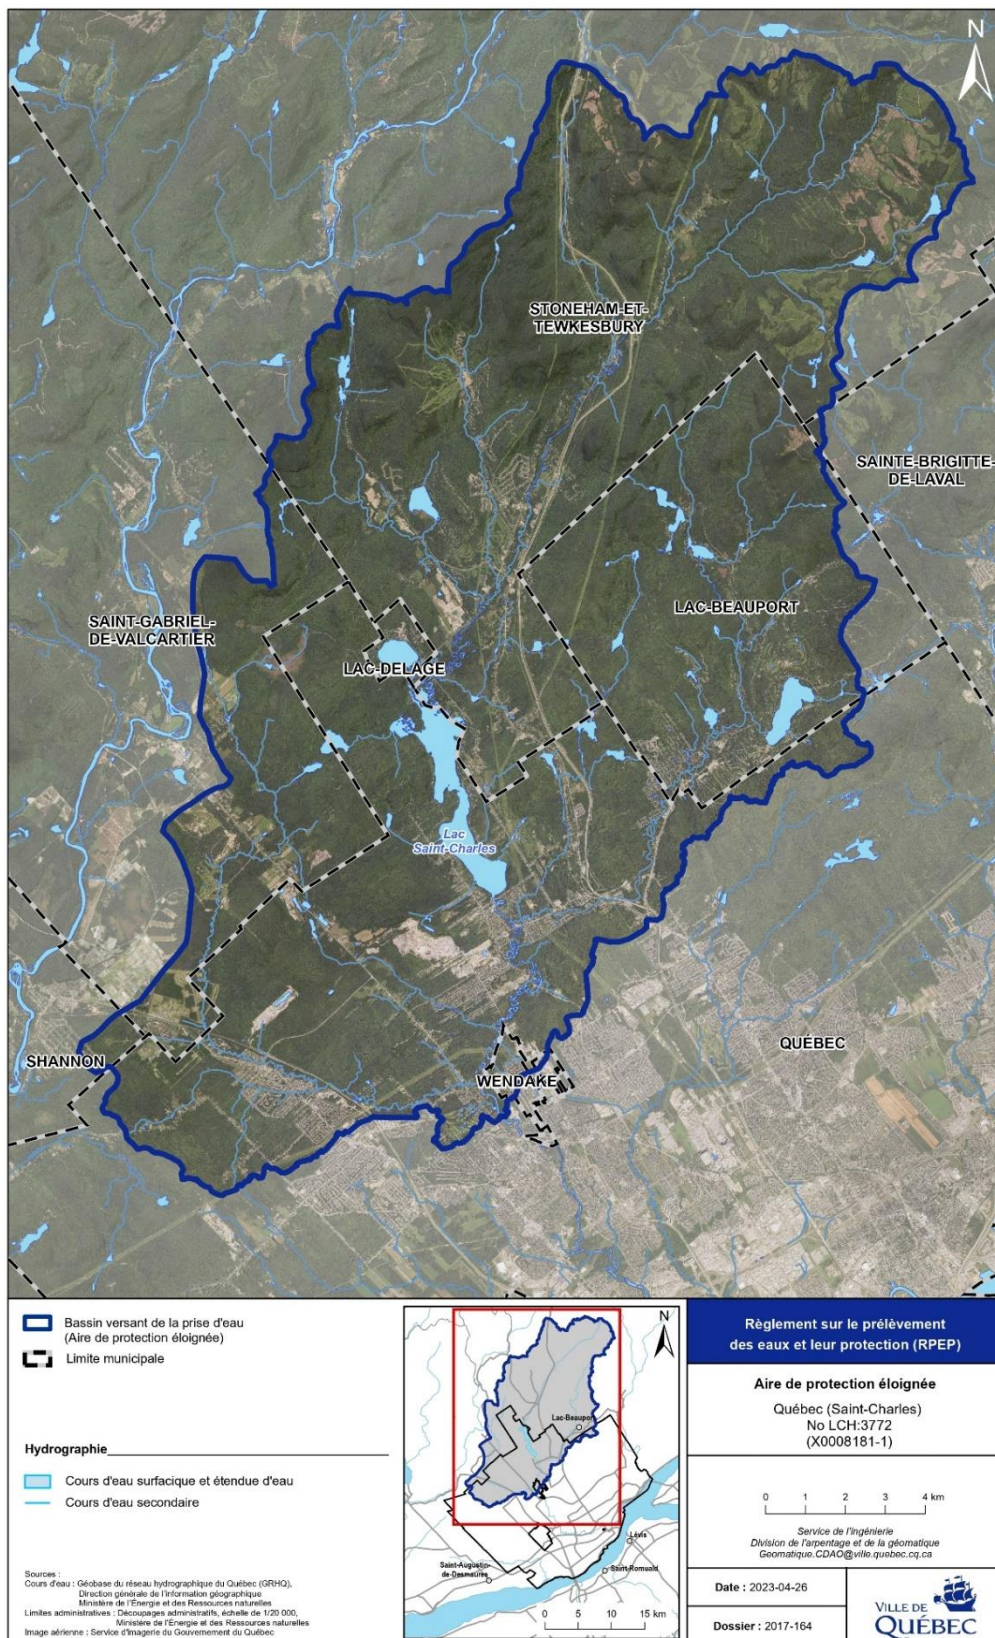 N
STONEHAM-ET-
TEWKESBURY
SAINTE-BRIGITTE-
DE-LAVAL
LAC-BEAUPORT
SAINT-GABRIEL-
DE-VALCARTIER
LAC-DELAGE
Lac
Saint-Charles
QUÉBEC
SHANNON
WENDAKE
Bassin versant de la prise d'eau
(Aire de protection éloignée)
Limite municipale
Hydrographie
Cours d'eau surfacique et étendue d'eau
Cours d'eau secondaire
Sources :
Cours d'eau : Géobase du réseau hydrographique du Québec (GRHQ),
Direction générale de l'information géographique
Ministère de l'Énergie et des Ressources naturelles
Limites administratives : Découpages administratifs, échelle de 1/20 000,
Ministère de l'Énergie et des Ressources naturelles
Image aérienne : Service d'imagerie du Gouvernement du Québec
N
Lac-Beauport
Lévis
Saint-Romuald
Saint-Augustin-
de-Desmaures
0 5 10 15 km
Règlement sur le prélèvement
des eaux et leur protection (RPEP)
Aire de protection éloignée
Québec (Saint-Charles)
No LCH:3772
(X0008181-1)
0 1 2 3 4 km
Service de l'ingénierie
Division de l'arpentage et de la géomatique
Geomatique.CDAO@ville.quebec.qc.ca
Date : 2023-04-26
Dossier : 2017-164
VILLE DE
QUÉBEC